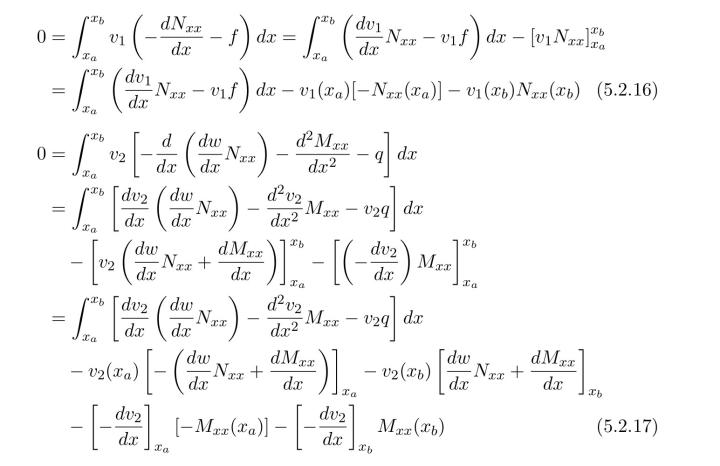 0 = ∫_{x_a}^{x_b} v_1 ( − dN_{xx}/dx − f ) dx = ∫_{x_a}^{x_b} ( dv_1/dx N_{xx} − v_1 f ) dx − [v_1 N_{xx}]_{x_a}^{x_b}
= ∫_{x_a}^{x_b} ( dv_1/dx N_{xx} − v_1 f ) dx − v_1(x_a)[−N_{xx}(x_a)] − v_1(x_b)N_{xx}(x_b) (5.2.16)
0 = ∫_{x_a}^{x_b} v_2 [ − d/dx ( dw/dx N_{xx} ) − d^2M_{xx}/dx^2 − q ] dx
= ∫_{x_a}^{x_b} [ dv_2/dx ( dw/dx N_{xx} ) − d^2v_2/dx^2 M_{xx} − v_2 q ] dx
− [ v_2 ( dw/dx N_{xx} + dM_{xx}/dx ) ]_{x_a}^{x_b} − [ ( − dv_2/dx ) M_{xx} ]_{x_a}^{x_b}
= ∫_{x_a}^{x_b} [ dv_2/dx ( dw/dx N_{xx} ) − d^2v_2/dx^2 M_{xx} − v_2 q ] dx
− v_2(x_a) [ − ( dw/dx N_{xx} + dM_{xx}/dx ) ]_{x_a} − v_2(x_b) [ dw/dx N_{xx} + dM_{xx}/dx ]_{x_b}
− [ − dv_2/dx ]_{x_a} [−M_{xx}(x_a)] − [ − dv_2/dx ]_{x_b} M_{xx}(x_b) (5.2.17)